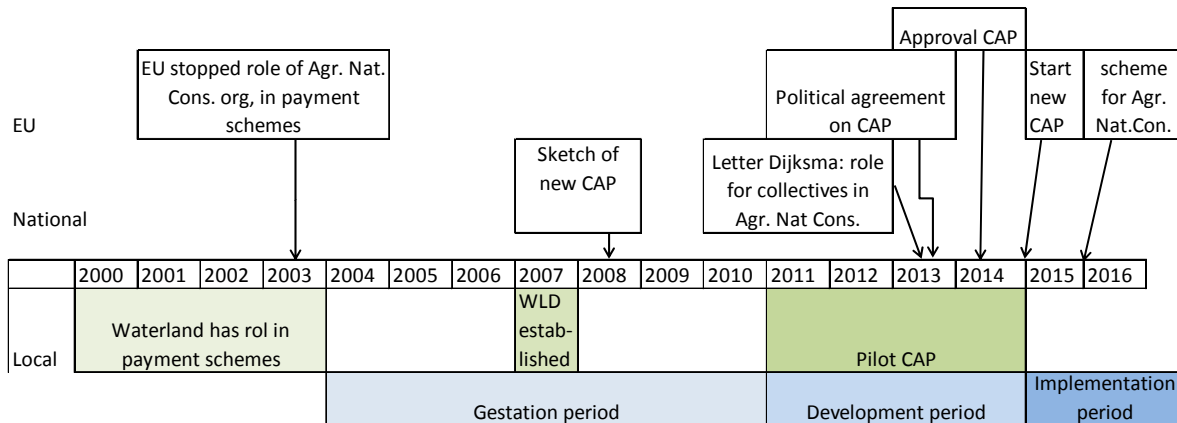 Approval CAP
EU stopped role of Agr. Nat.
Cons. org, in payment
schemes
Political agreement
on CAP
Start
new
CAP
scheme
for Agr.
Nat.Con.
EU
Sketch of
new CAP
Letter Dijksma: role
for collectives in
Agr. Nat Cons.
National
2000 2001 2002 2003 2004 2005 2006 2007 2008 2009 2010 2011 2012 2013 2014 2015 2016
Local
Waterland has rol in
payment schemes
WLD
estab-
lished
Pilot CAP
Gestation period
Development period
Implementation
period